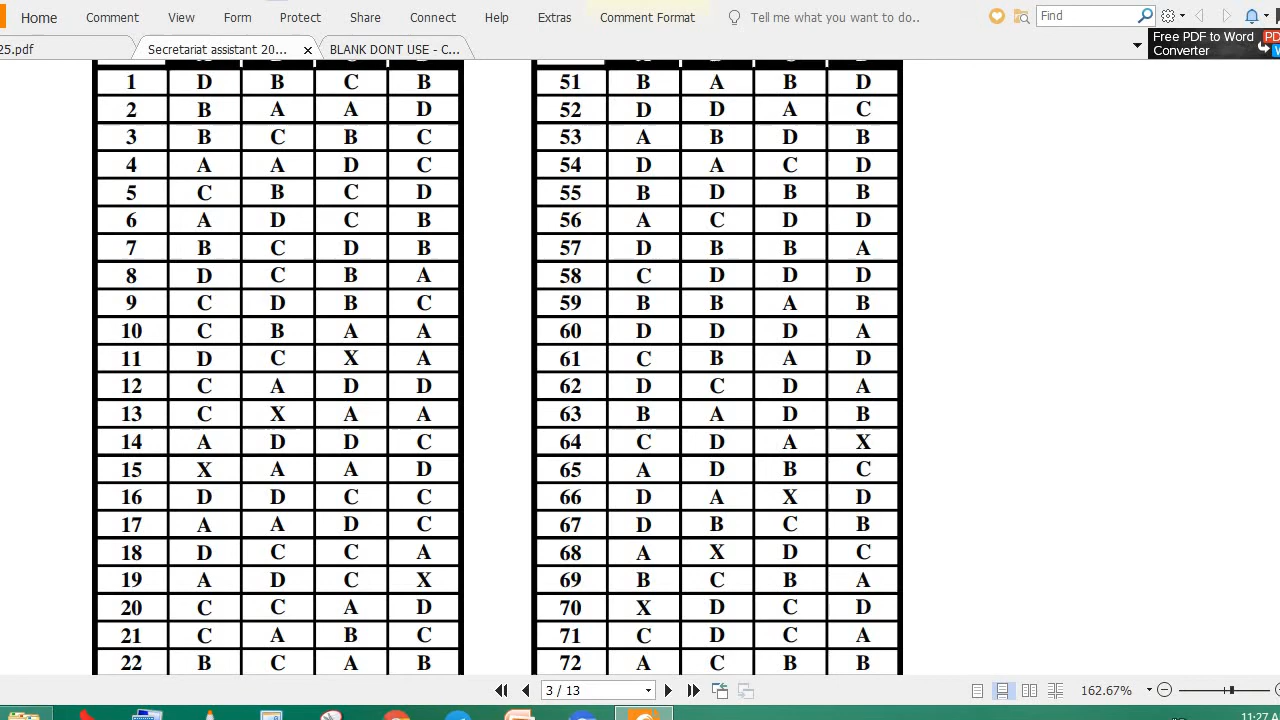 Home Comment View Form Protect Share Connect Help Extras Comment Format Tell me what you want to do.. Find
25.pdf Secretariat assistant 20... × BLANK DONT USE - C... Free PDF to Word
Converter
1 D B C B 51 B A B D
2 B A A D 52 D D A C
3 B C B C 53 A B D B
4 A A D C 54 D A C D
5 C B C D 55 B D B B
6 A D C B 56 A C D D
7 B C D B 57 D B B A
8 D C B A 58 C D D D
9 C D B C 59 B B A B
10 C B A A 60 D D D A
11 D C X A 61 C B A D
12 C A D D 62 D C D A
13 C X A A 63 B A D B
14 A D D C 64 C D A X
15 X A A D 65 A D B C
16 D D C C 66 D A X D
17 A A D C 67 D B C B
18 D C C A 68 A X D C
19 A D C X 69 B C B A
20 C C A D 70 X D C D
21 C A B C 71 C D C A
22 B C A B 72 A C B B
3 / 13 162.67%
11:27 A